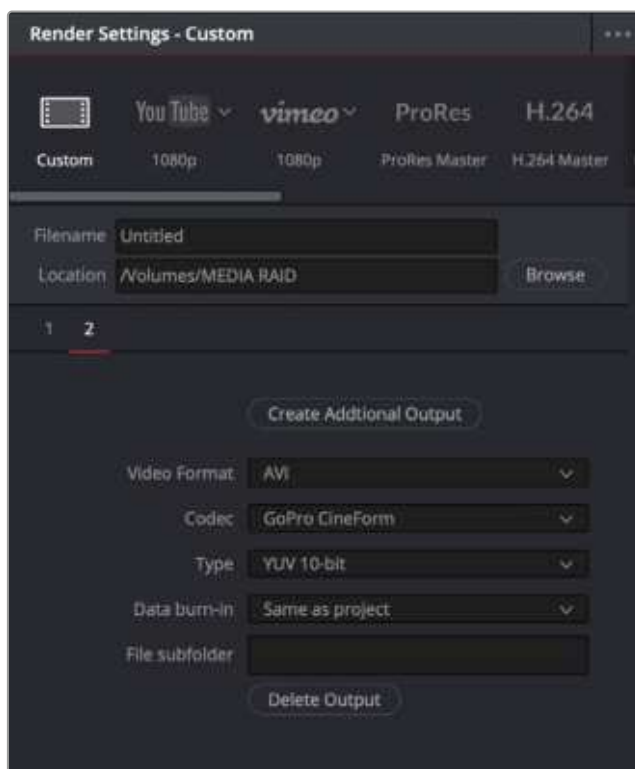 Render Settings - Custom
YouTube vimeo ProRes H.264
Custom 1080p 1080p ProRes Master H.264 Master
Filename Untitled
Location /Volumes/MEDIA RAID Browse
1 2
Create Addtional Output
Video Format AVI
Codec GoPro CineForm
Type YUV 10-bit
Data burn-in Same as project
File subfolder
Delete Output